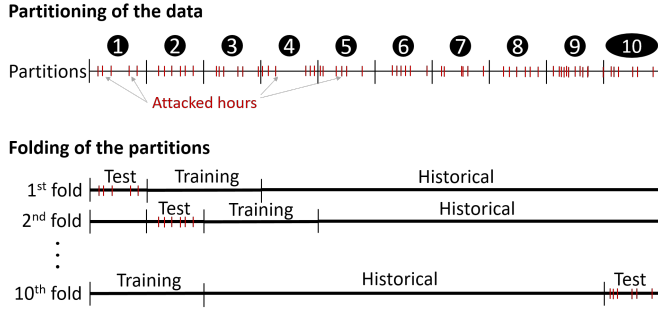 Partitioning of the data
1 2 3 4 5 6 7 8 9 10
Partitions
Attacked hours
Folding of the partitions
Test Training Historical
1st fold
Test Training Historical
2nd fold
Training Historical Test
10th fold